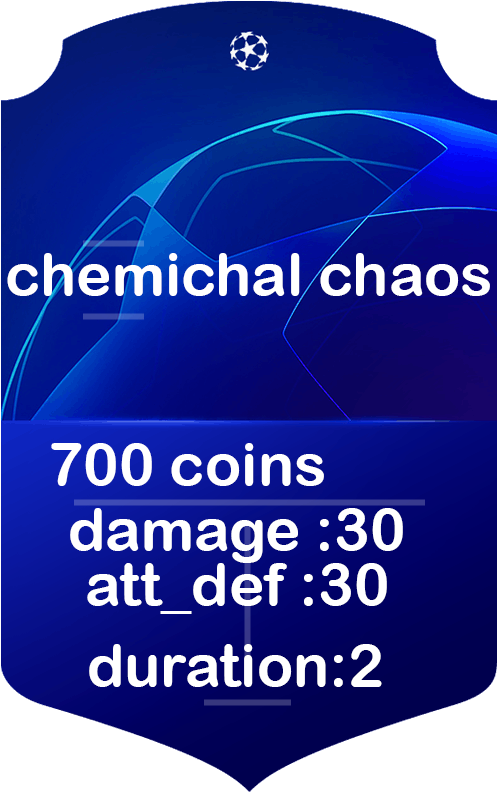 chemichal chaos
700 coins
damage :30
att_def :30
duration:2